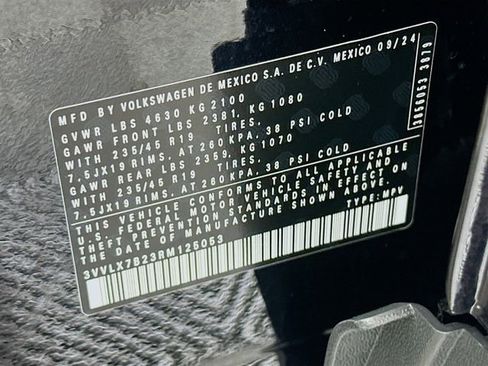 MFD BY VOLKSWAGEN DE MEXICO S.A. DE C.V. MEXICO 09/24
GVWR LBS 4630 KG 2100
GAWR FRONT LBS 2381, KG 1080
WITH 235/45 R19 TIRES,
7.5JX19 RIMS. AT 260 KPA, 38 PSI COLD
GAWR REAR LBS 2359, KG 1070
WITH 235/45 R19 TIRES,
7.5JX19 RIMS. AT 260 KPA, 38 PSI COLD
THIS VEHICLE CONFORMS TO ALL APPLICABLE
U.S. FEDERAL MOTOR VEHICLE SAFETY AND
THEFT PREVENTION STANDARDS IN EFFECT ON
THE DATE OF MANUFACTURE SHOWN ABOVE.
3VVLX7B23RM125053 TYPE: MPV
3056053 3879